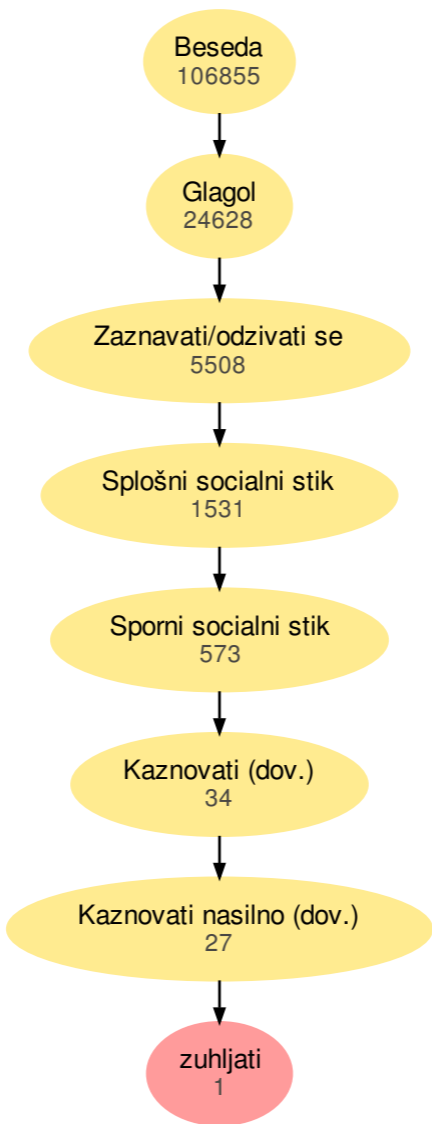 Beseda
106855
Glagol
24628
Zaznavati/odzivati se
5508
Splošni socialni stik
1531
Sporni socialni stik
573
Kaznovati (dov.)
34
Kaznovati nasilno (dov.)
27
zuhljati
1